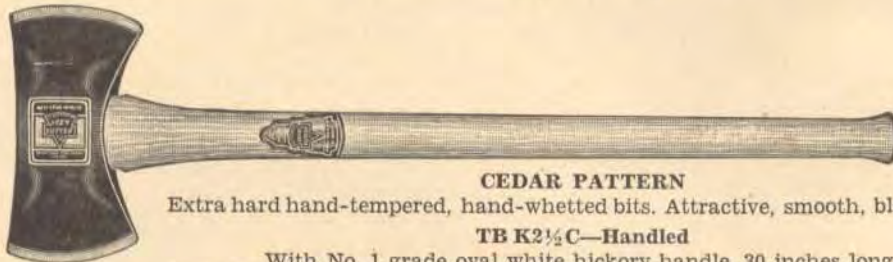 CEDAR PATTERN
Extra hard hand-tempered, hand-whetted bits. Attractive, smooth, bl
TB K2½C—Handled
With No. 1 grade oval white hickory handle, 30 inches long